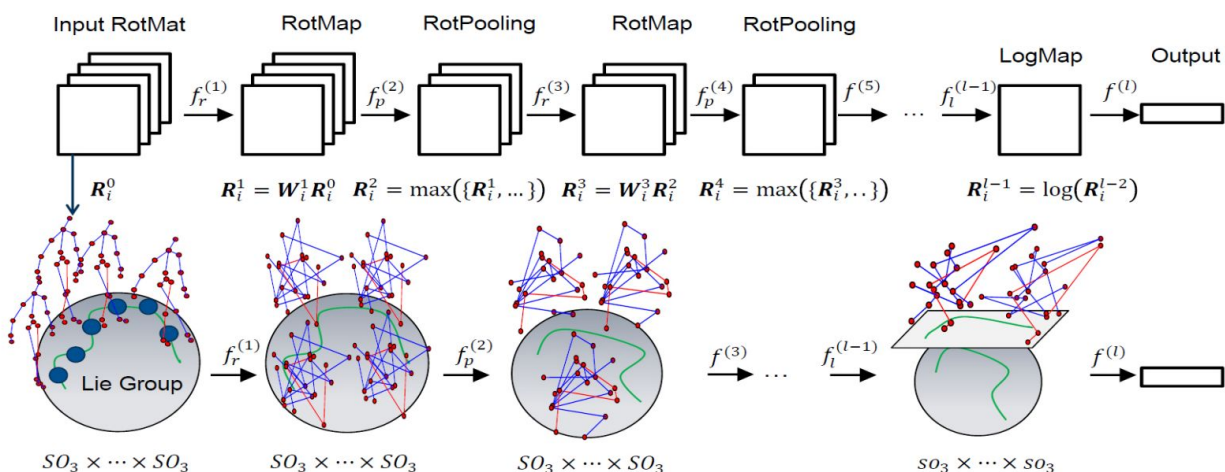 Input RotMat RotMap RotPooling RotMap RotPooling LogMap Output
f_r^{(1)} f_p^{(2)} f_r^{(3)} f_p^{(4)} f^{(5)} ... f_l^{(l-1)} f^{(l)}
R_i^0 R_i^1 = W_i^1 R_i^0 R_i^2 = max({R_i^1, ...}) R_i^3 = W_i^3 R_i^2 R_i^4 = max({R_i^3, ..}) R_i^{l-1} = log(R_i^{l-2})
Lie Group f_r^{(1)} f_p^{(2)} f^{(3)} ... f_l^{(l-1)} f^{(l)}
SO_3 × ⋯ × SO_3 SO_3 × ⋯ × SO_3 SO_3 × ⋯ × SO_3 so_3 × ⋯ × so_3